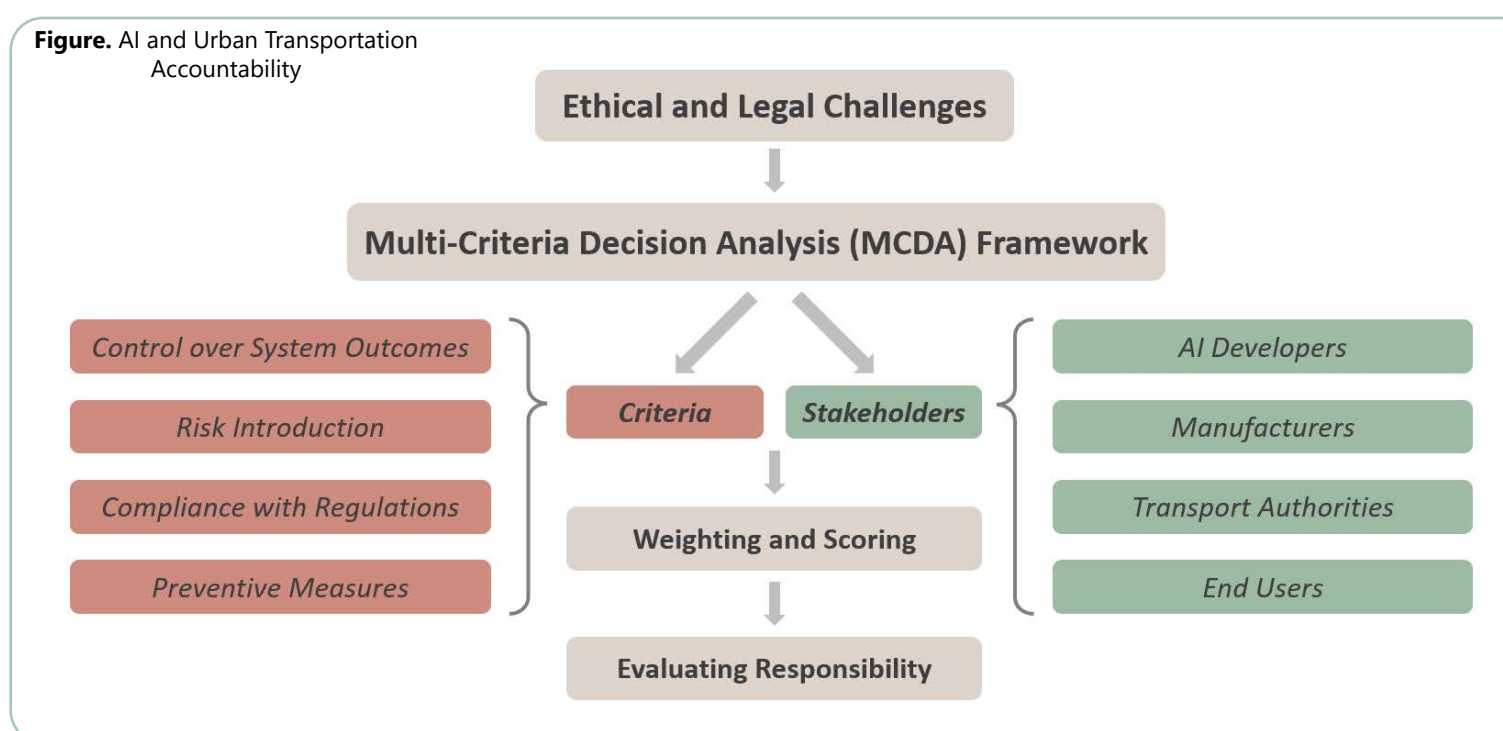 Figure. AI and Urban Transportation
Accountability
Ethical and Legal Challenges
Multi-Criteria Decision Analysis (MCDA) Framework
Control over System Outcomes
Risk Introduction
Compliance with Regulations
Preventive Measures
Criteria
Stakeholders
AI Developers
Manufacturers
Transport Authorities
End Users
Weighting and Scoring
Evaluating Responsibility